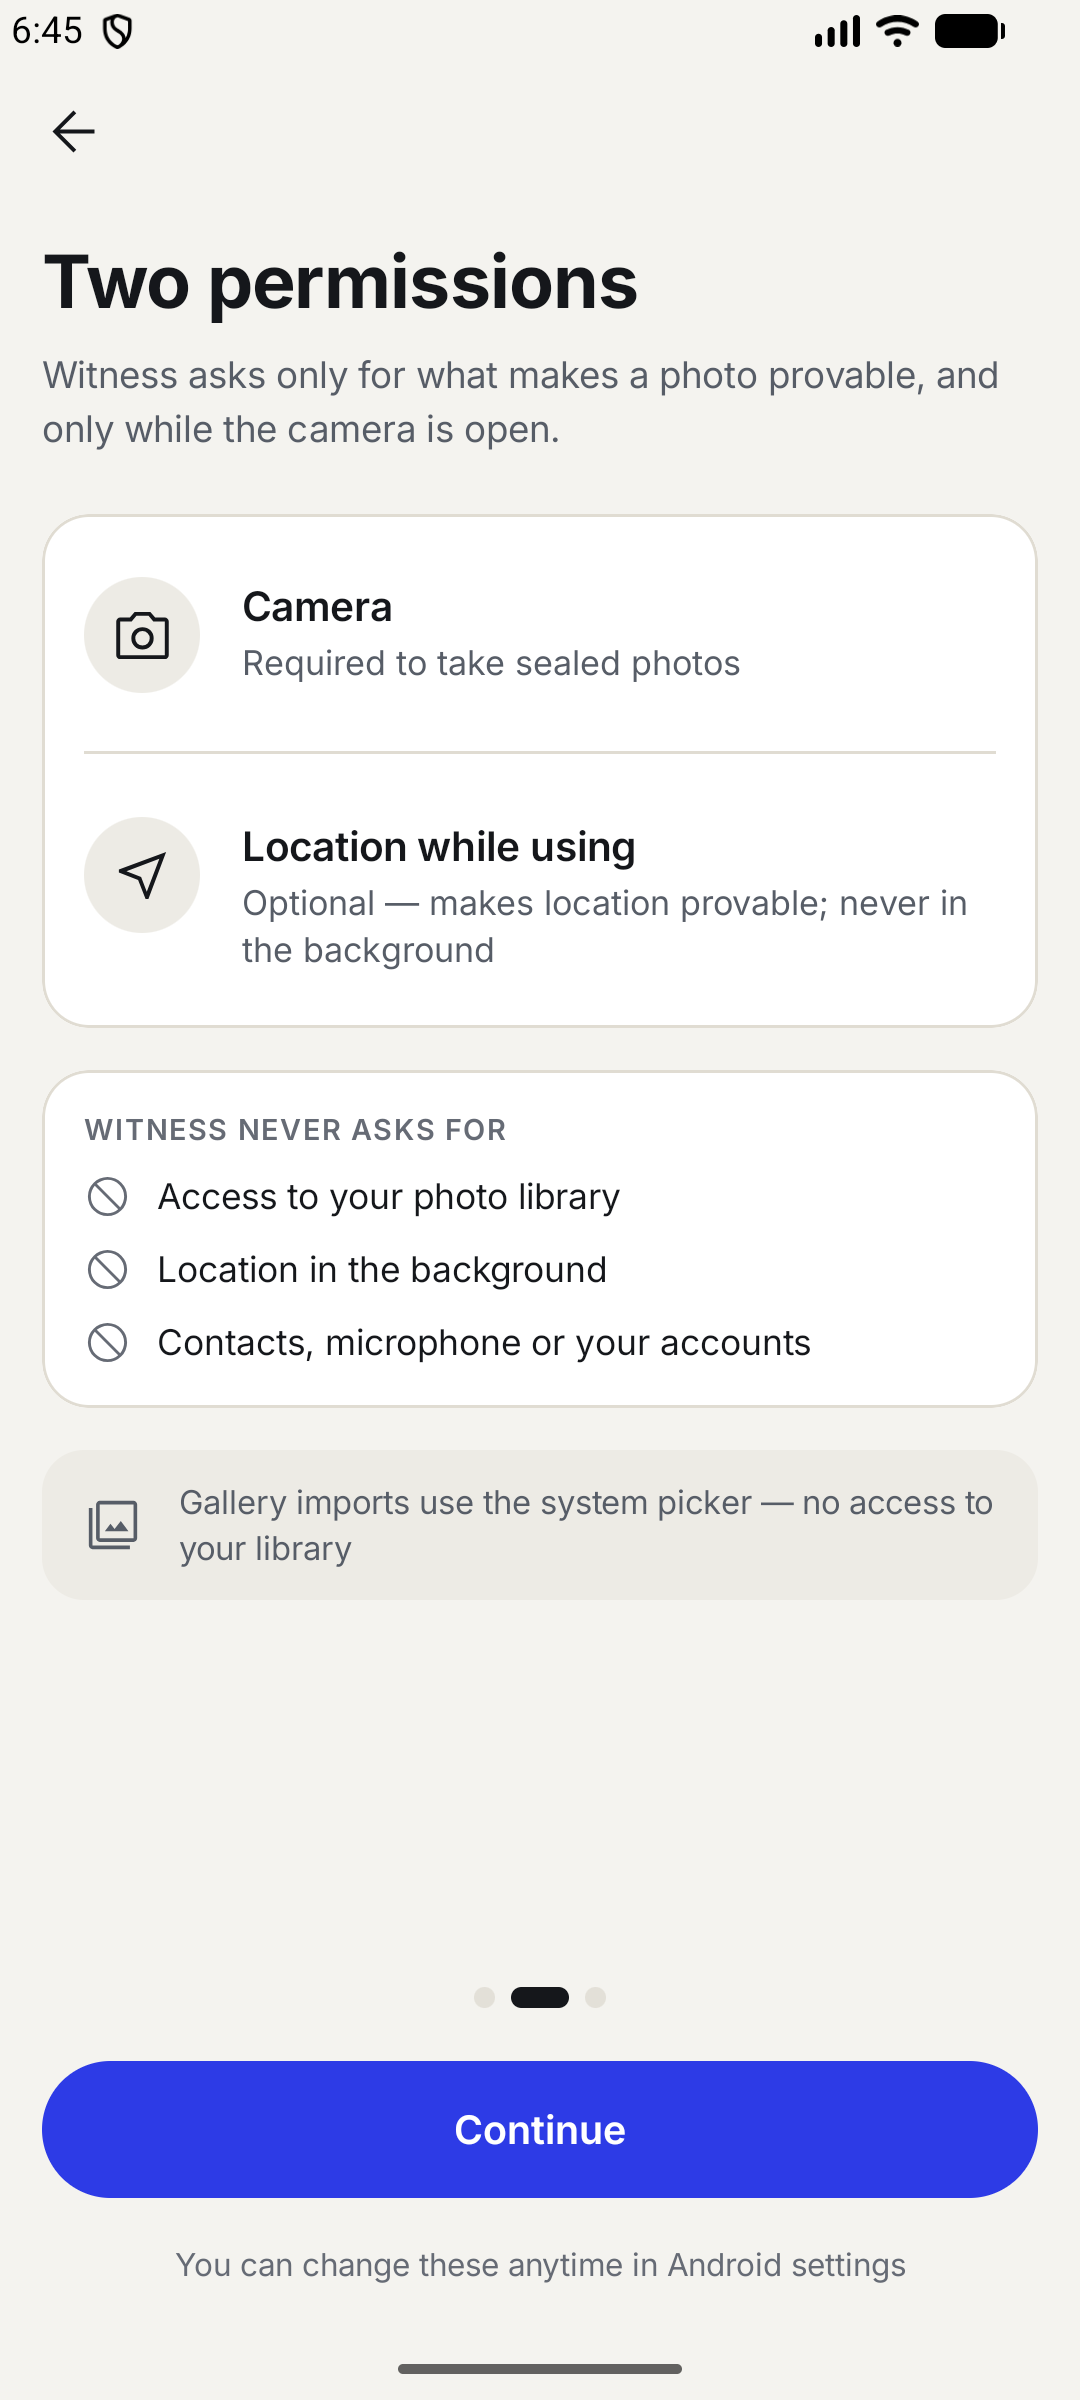 6:45
Two permissions
Witness asks only for what makes a photo provable, and
only while the camera is open.
Camera
Required to take sealed photos
Location while using
Optional — makes location provable; never in
the background
WITNESS NEVER ASKS FOR
Access to your photo library
Location in the background
Contacts, microphone or your accounts
Gallery imports use the system picker — no access to
your library
Continue
You can change these anytime in Android settings